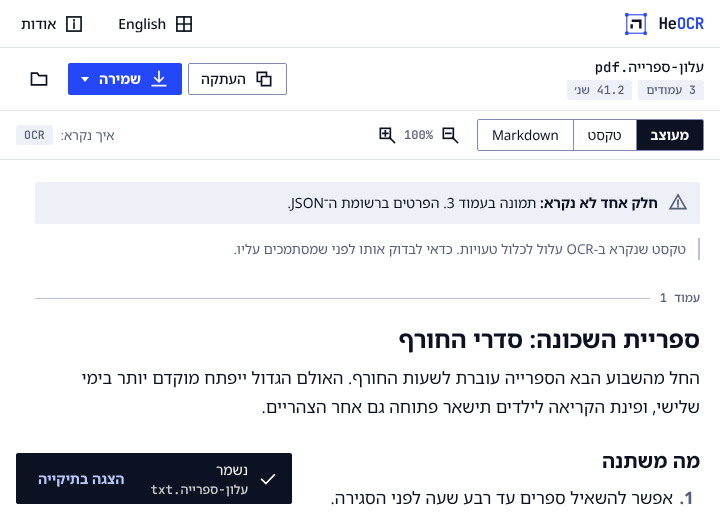 HeOCR
English
אודות
עלון-ספרייה.pdf
3 עמודים
41.2 שני
העתקה
שמירה
מעוצב
טקסט
Markdown
100%
איך נקרא:
OCR
חלק אחד לא נקרא: תמונה בעמוד 3. הפרטים ברשומת ה־JSON.
טקסט שנקרא ב-OCR עלול לכלול טעויות. כדאי לבדוק אותו לפני שמסתמכים עליו.
עמוד 1
ספריית השכונה: סדרי החורף
החל מהשבוע הבא הספרייה עוברת לשעות החורף. האולם הגדול ייפתח מוקדם יותר בימי
שלישי, ופינת הקריאה לילדים תישאר פתוחה גם אחר הצהריים.
מה משתנה
1. אפשר להשאיל ספרים עד רבע שעה לפני הסגירה.
נשמר
עלון-ספרייה.txt
הצגה בתיקייה